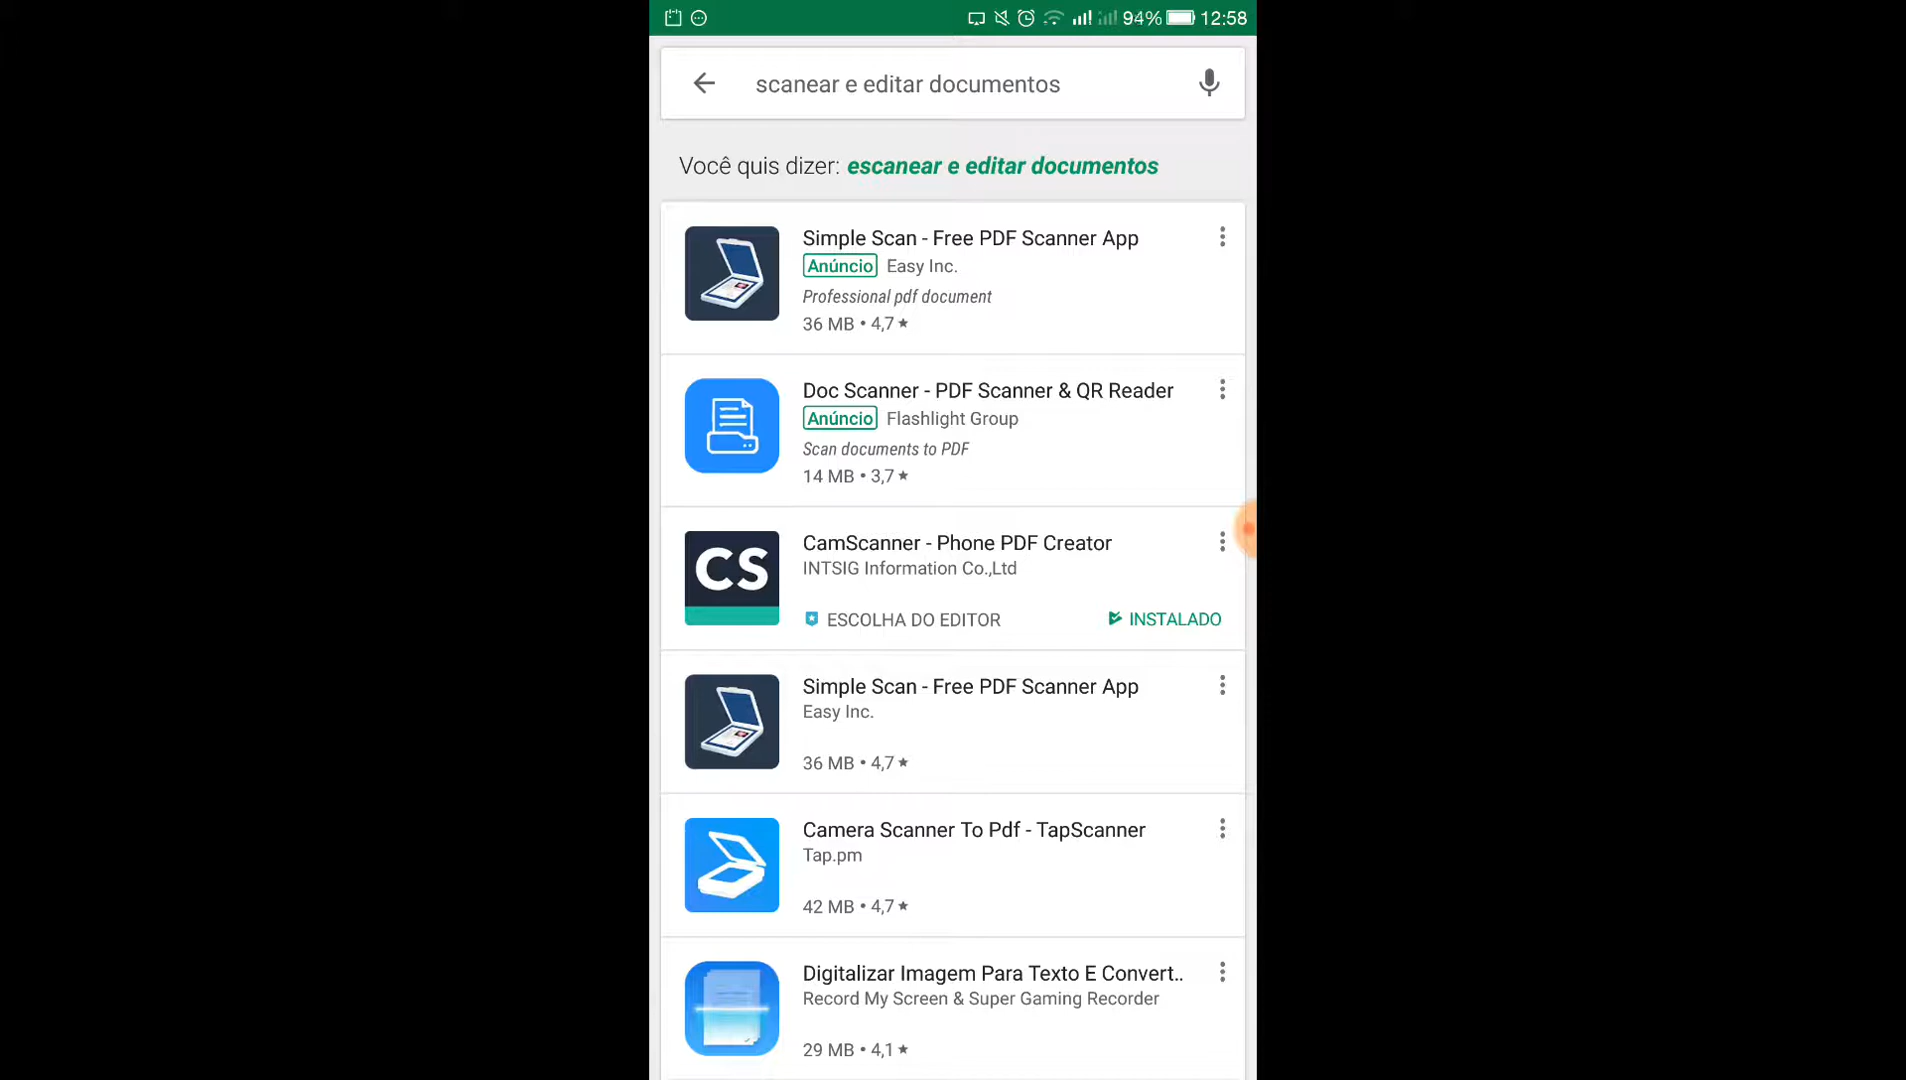 94% 12:58
scanear e editar documentos
Você quis dizer: escanear e editar documentos
Simple Scan - Free PDF Scanner App
Anúncio Easy Inc.
Professional pdf document
36 MB • 4,7 ★
Doc Scanner - PDF Scanner & QR Reader
Anúncio Flashlight Group
Scan documents to PDF
14 MB • 3,7 ★
CS
CamScanner - Phone PDF Creator
INTSIG Information Co.,Ltd
ESCOLHA DO EDITOR INSTALADO
Simple Scan - Free PDF Scanner App
Easy Inc.
36 MB • 4,7 ★
Camera Scanner To Pdf - TapScanner
Tap.pm
42 MB • 4,7 ★
Digitalizar Imagem Para Texto E Convert..
Record My Screen & Super Gaming Recorder
29 MB • 4,1 ★